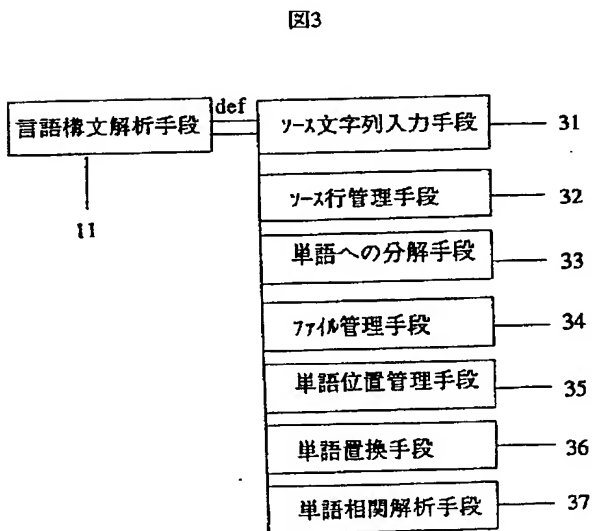 図3
def
言語構文解析手段
11
ソース文字列入力手段
31
ソース行管理手段
32
単語への分解手段
33
ファイル管理手段
34
単語位置管理手段
35
単語置換手段
36
単語相関解析手段
37